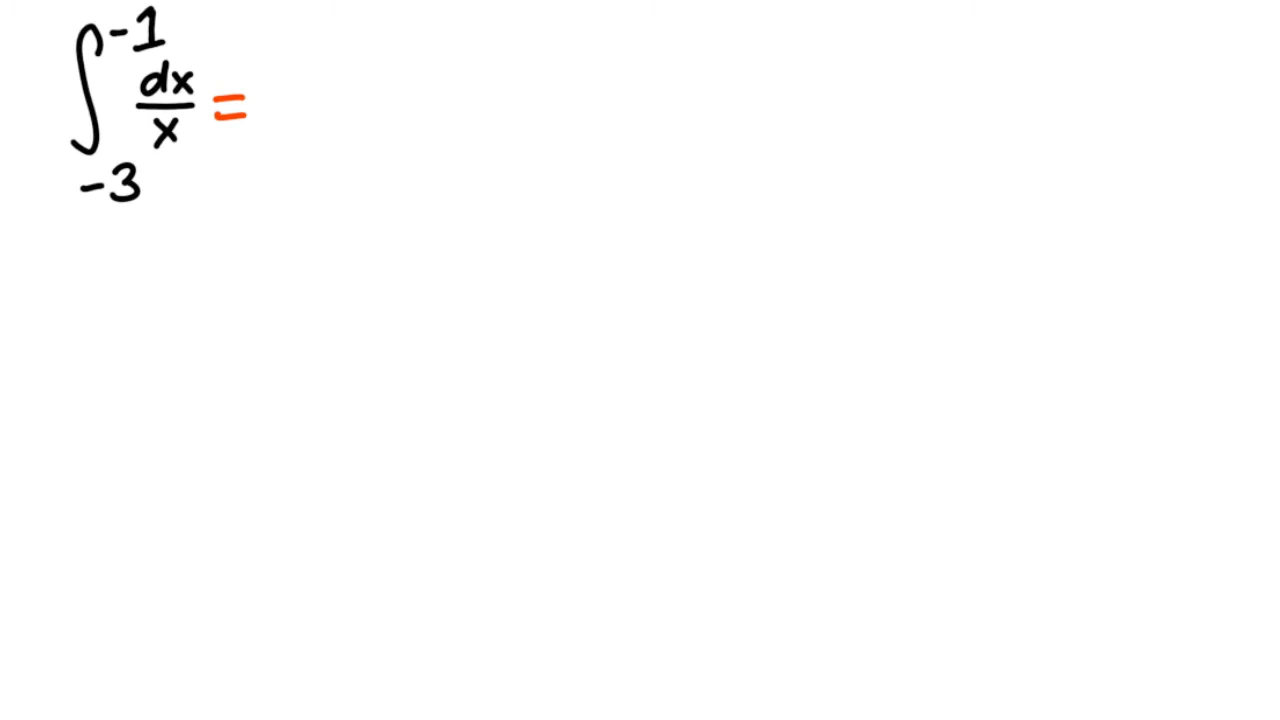 ∫_{-3}^{-1} dx/x =